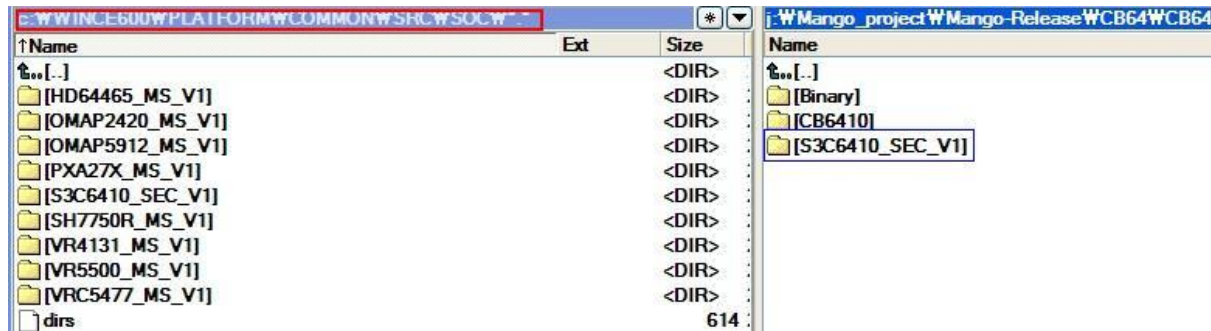 c:₩WINCE600₩PLATFORM₩COMMON₩SRC₩SOC₩*.*
↑Name Ext Size
[..] <DIR>
[HD64465_MS_V1] <DIR>
[OMAP2420_MS_V1] <DIR>
[OMAP5912_MS_V1] <DIR>
[PXA27X_MS_V1] <DIR>
[S3C6410_SEC_V1] <DIR>
[SH7750R_MS_V1] <DIR>
[VR4131_MS_V1] <DIR>
[VR5500_MS_V1] <DIR>
[VRC5477_MS_V1] <DIR>
dirs 614
j:₩Mango_project₩Mango-Release₩CB64₩CB64
Name
[..]
[Binary]
[CB6410]
[S3C6410_SEC_V1]